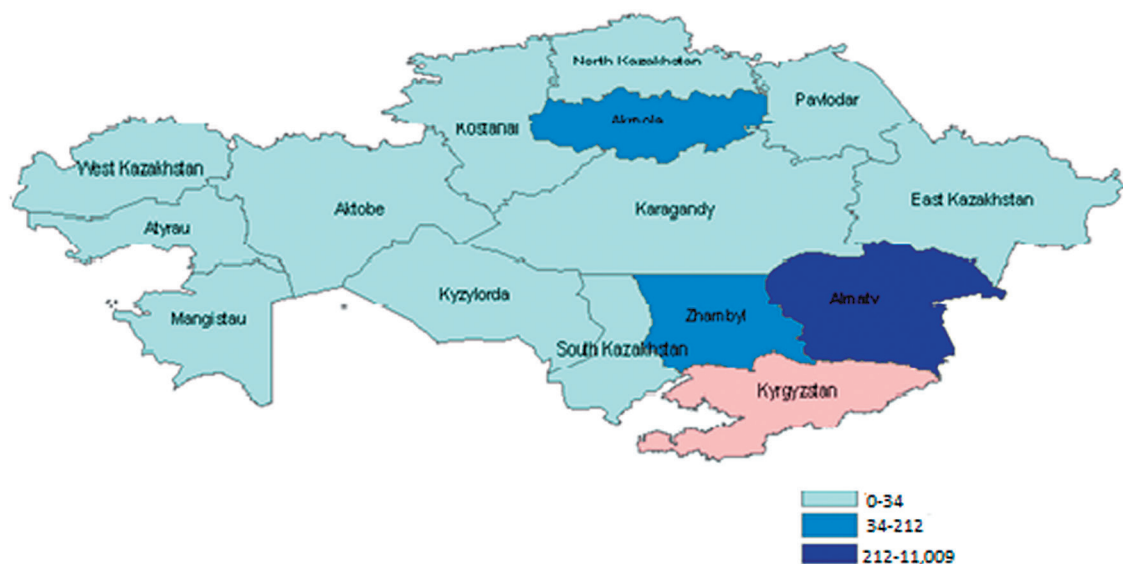 North Kazakhstan
Pavlodar
Kostanai
Akmola
West Kazakhstan
Aktobe
Karagandy
East Kazakhstan
Atyrau
Kyzylorda
Zhambyl
Almaty
Mangistau
South Kazakhstan
Kyrgyzstan
0-34
34-212
212-11,009